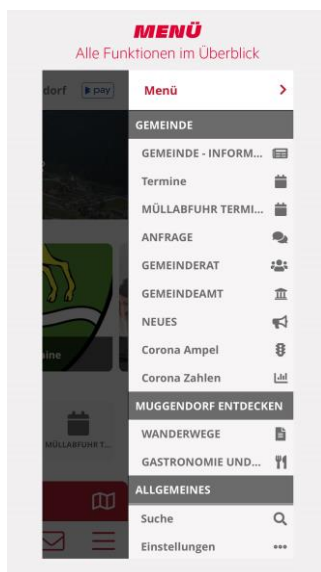 MENÜ
Alle Funktionen im Überblick
dorf pay Menü
GEMEINDE
GEMEINDE - INFORM...
Termine
MÜLLABFUHR TERMI...
ANFRAGE
GEMEINDERAT
GEMEINDEAMT
NEUES
Corona Ampel
Corona Zahlen
MUGGENDORF ENTDECKEN
WANDERWEGE
GASTRONOMIE UND...
ALLGEMEINES
Suche
Einstellungen
aine
MÜLLABFUHR T...